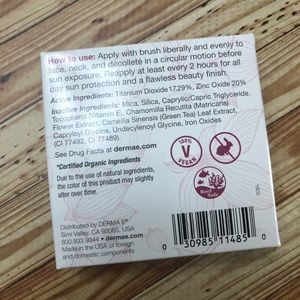 How to use: Apply with brush liberally and evenly to
face, neck, and décolleté in a circular motion before
sun exposure. Reapply at least every 2 hours for all
day sun protection and a flawless beauty finish.
Active Ingredients: Titanium Dioxide 17.29%, Zinc Oxide 20%
Inactive Ingredients: Mica, Silica, Caprylic/Capric Triglyceride,
Tocopherol (Vitamin E), Chamomilla Recutita (Matricaria)
Flower Extract, Camellia Sinensis (Green Tea) Leaf Extract,
Capryloyl Glycine, Undecylenoyl Glycine, Iron Oxides
(CI 77492, CI 77489).
See Drug Facts at dermae.com
*Certified Organic Ingredients
Due to the use of natural ingredients,
the color of this product may slightly
alter over time.
100%
V
VEGAN
Reef
Safe
Distributed by DERMA E®
Simi Valley, CA 93065, USA
800.933.9344 • dermae.com
Made in the USA of foreign
and domestic components
0 30985 11485 0